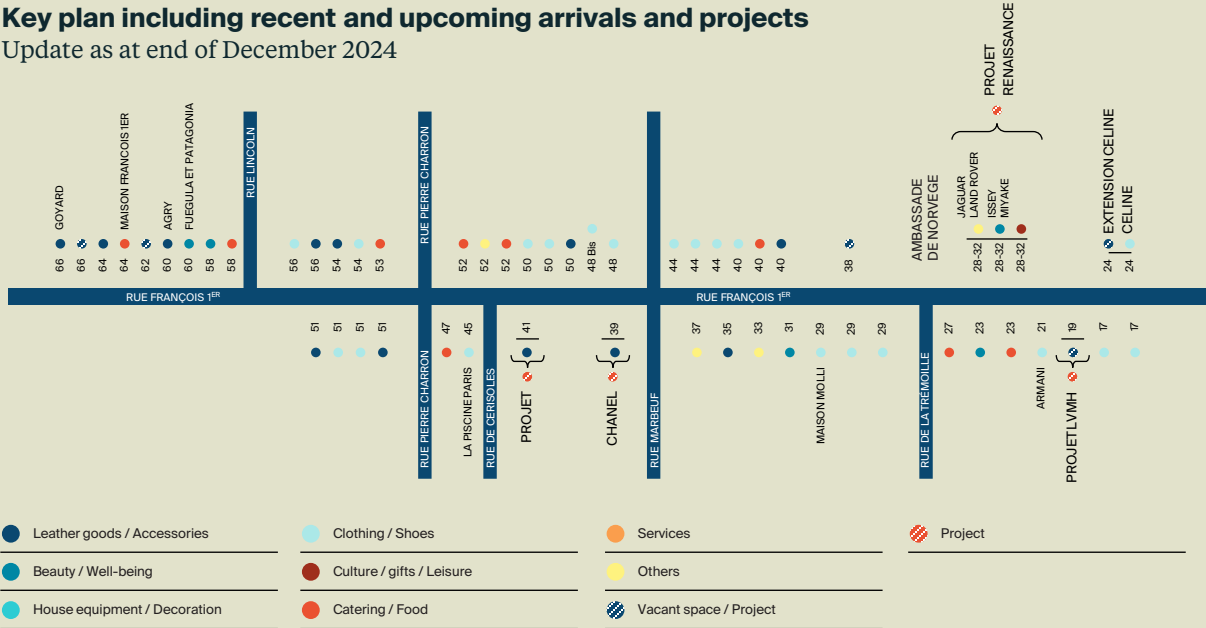 Key plan including recent and upcoming arrivals and projects
Update as at end of December 2024
PROJET
RENAISSANCE
GOYARD
MAISON FRANCOIS 1ER
AGRY
FUEGULA ET PATAGONIA
RUE LINCOLN
RUE PIERRE CHARRON
AMBASSADE
DE NORVEGE
JAGUAR
LAND ROVER
ISSEY
MIYAKE
EXTENSION CELINE
CELINE
66
66
64
64
62
60
60
58
58
56
56
54
54
53
52
52
52
50
50
50
48 Bis
48
44
44
44
40
40
40
38
28-32
28-32
28-32
24
24
RUE FRANÇOIS 1ER
RUE FRANÇOIS 1ER
51
51
51
51
47
45
41
39
37
35
33
31
29
29
29
27
23
23
21
19
17
17
RUE PIERRE CHARRON
LA PISCINE PARIS
RUE DE CERISOLES
PROJET
CHANEL
RUE MARBEUF
MAISON MOLLI
RUE DE LA TRÉMOILLE
ARMANI
PROJET LVMH
Leather goods / Accessories
Clothing / Shoes
Services
Project
Beauty / Well-being
Culture / gifts / Leisure
Others
House equipment / Decoration
Catering / Food
Vacant space / Project